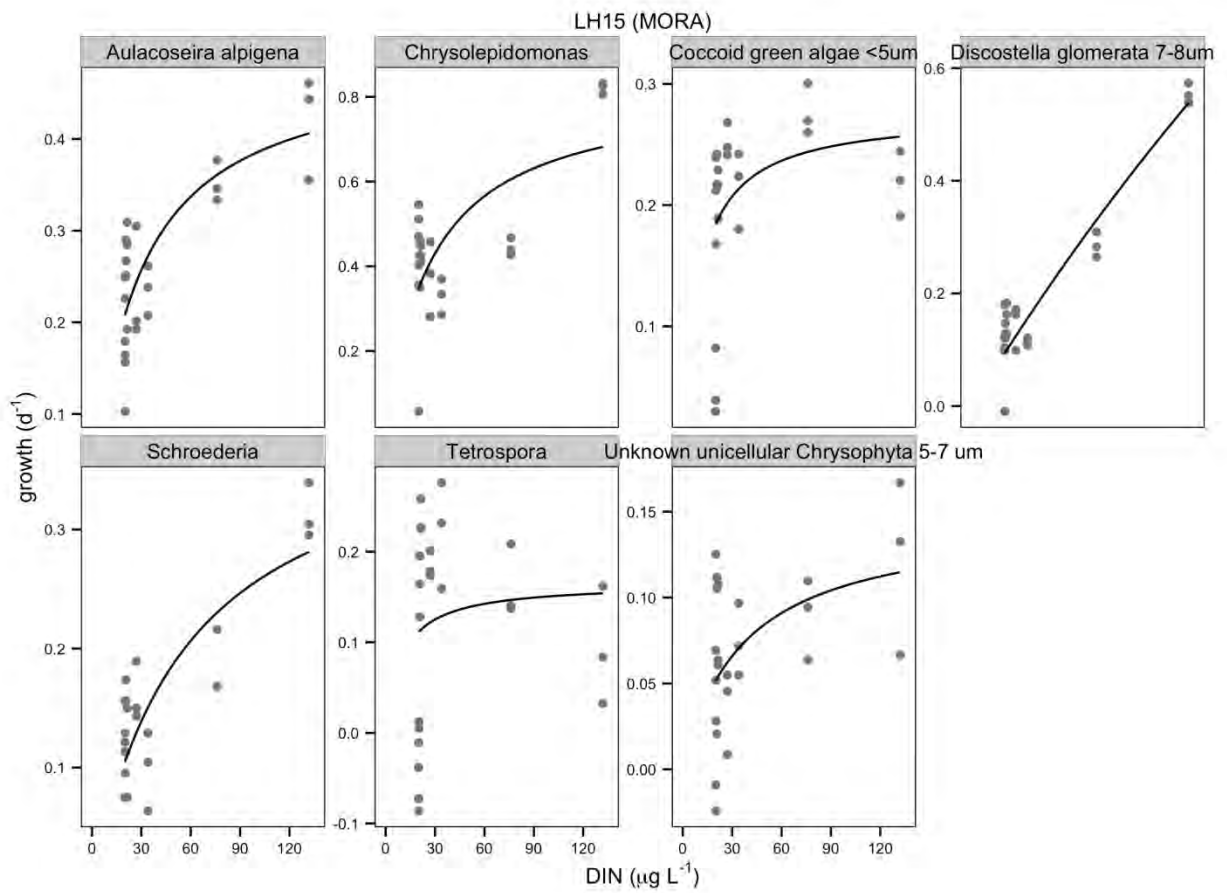 LH15 (MORA)
Aulacoseira alpigena
Chrysolepidomonas
Coccoid green algae <5um
Discostella glomerata 7-8um
0.4
0.3
0.2
0.1
0.8
0.6
0.4
0.2
0.3
0.2
0.1
0.6
0.4
0.2
0.0
growth (d⁻¹)
Schroederia
Tetrospora
Unknown unicellular Chrysophyta 5-7 um
0.3
0.2
0.1
0.2
0.1
0.0
-0.1
0.15
0.10
0.05
0.00
0 30 60 90 120
0 30 60 90 120
0 30 60 90 120
DIN (µg L⁻¹)